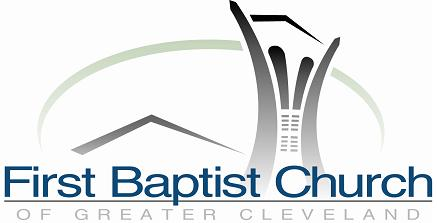 First Baptist Church
OF GREATER CLEVELAND